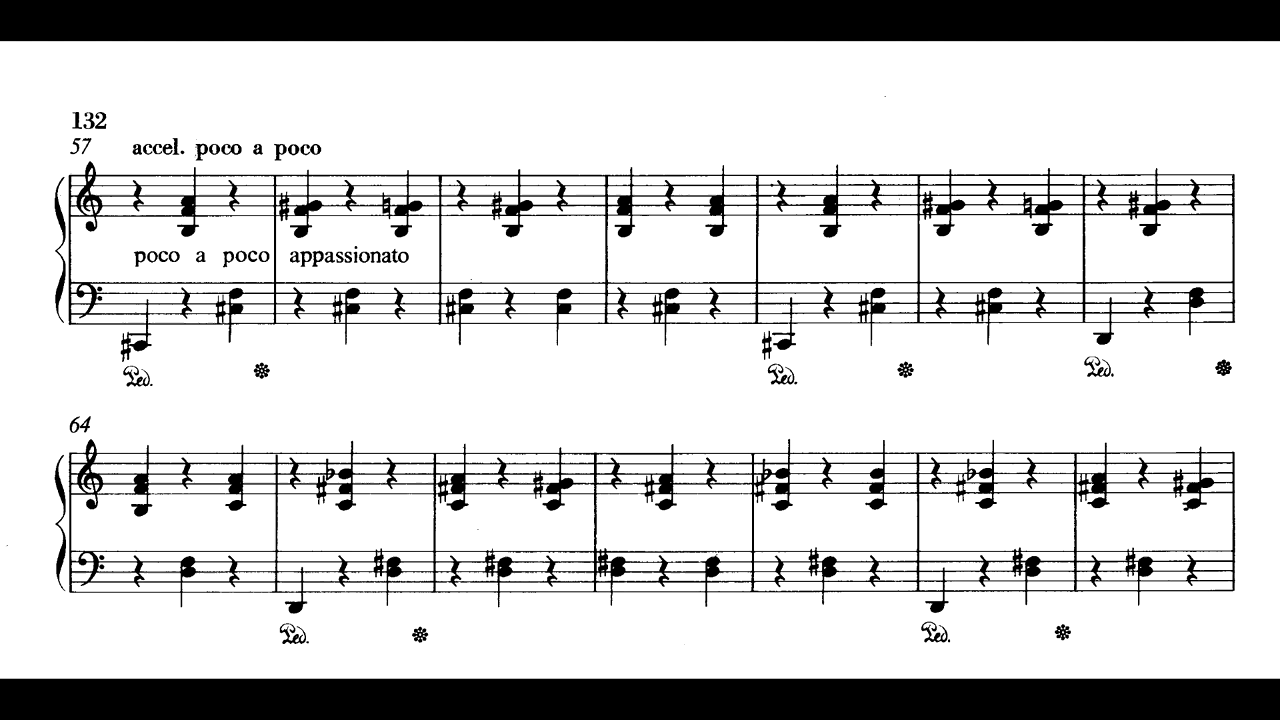 132
57 accel. poco a poco
poco a poco appassionato
Ped. Ped. Ped.
64
Ped. Ped.